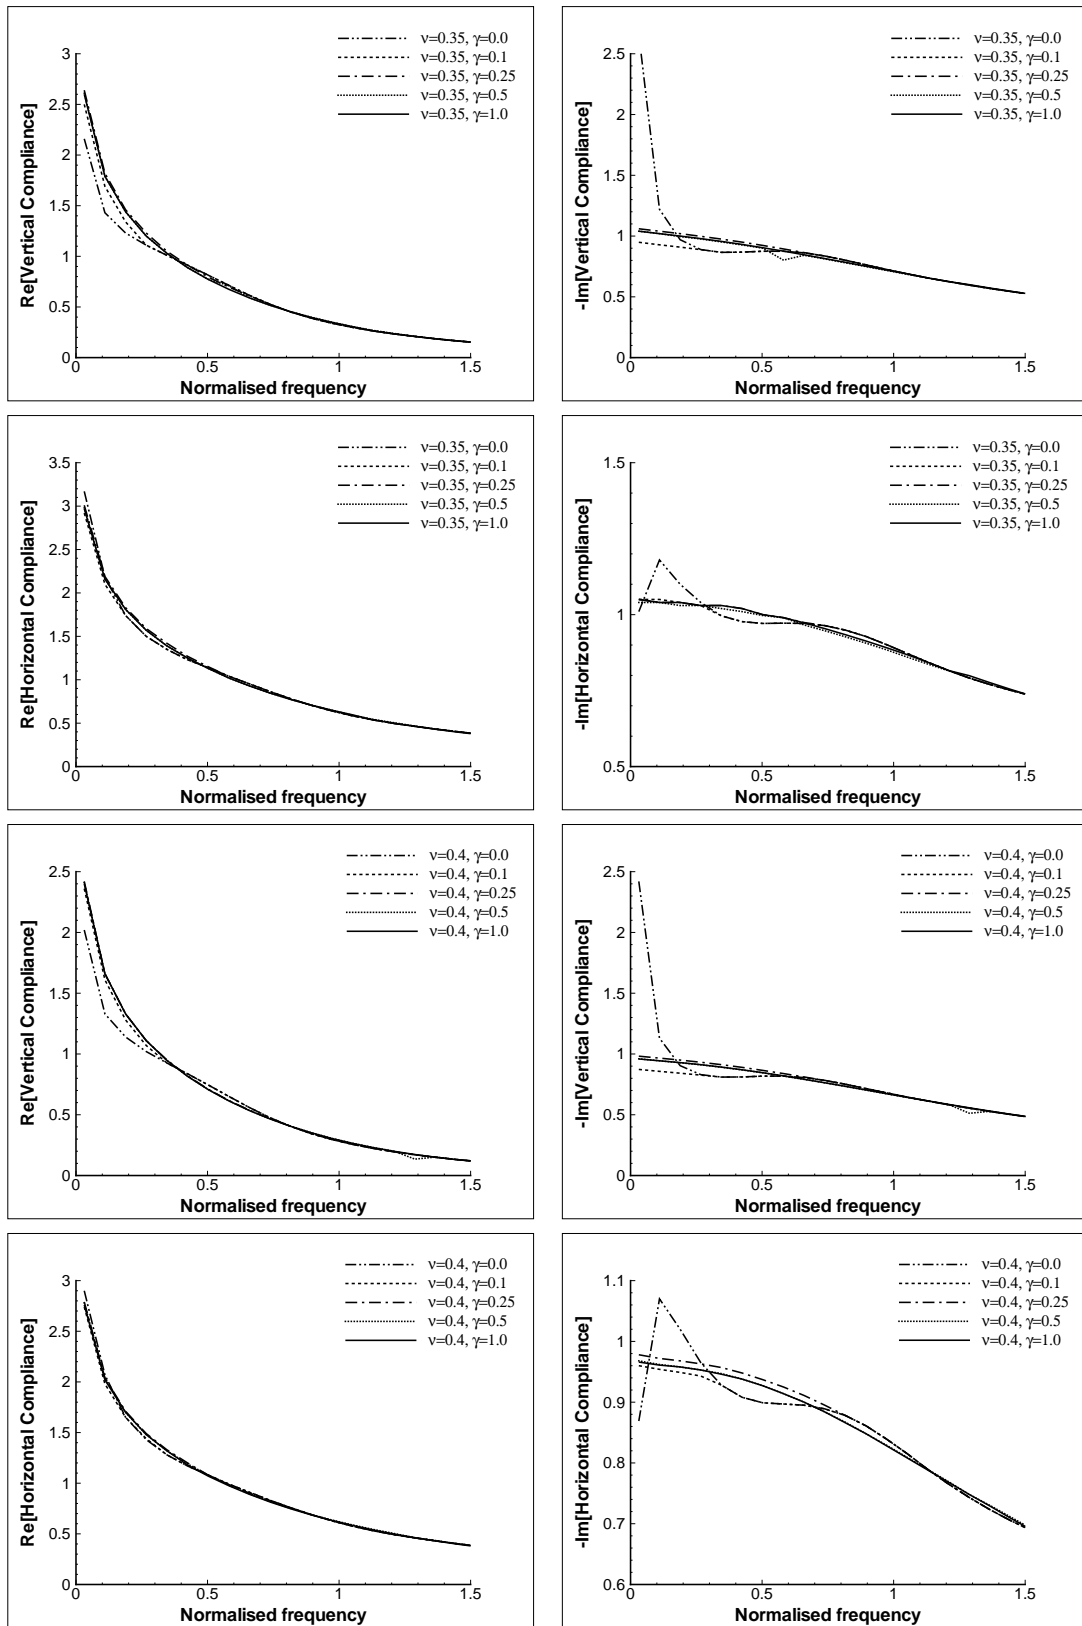 ν=0.35, γ=0.0
ν=0.35, γ=0.1
ν=0.35, γ=0.25
ν=0.35, γ=0.5
ν=0.35, γ=1.0
Re[Vertical Compliance]
3
2.5
2
1.5
1
0.5
0
0
0.5
1
1.5
Normalised frequency
ν=0.35, γ=0.0
ν=0.35, γ=0.1
ν=0.35, γ=0.25
ν=0.35, γ=0.5
ν=0.35, γ=1.0
-Im[Vertical Compliance]
2.5
2
1.5
1
0.5
0
0
0.5
1
1.5
Normalised frequency
ν=0.35, γ=0.0
ν=0.35, γ=0.1
ν=0.35, γ=0.25
ν=0.35, γ=0.5
ν=0.35, γ=1.0
Re[Horizontal Compliance]
3.5
3
2.5
2
1.5
1
0.5
0
0
0.5
1
1.5
Normalised frequency
ν=0.35, γ=0.0
ν=0.35, γ=0.1
ν=0.35, γ=0.25
ν=0.35, γ=0.5
ν=0.35, γ=1.0
-Im[Horizontal Compliance]
1.5
1
0.5
0
0.5
1
1.5
Normalised frequency
ν=0.4, γ=0.0
ν=0.4, γ=0.1
ν=0.4, γ=0.25
ν=0.4, γ=0.5
ν=0.4, γ=1.0
Re[Vertical Compliance]
2.5
2
1.5
1
0.5
0
0
0.5
1
1.5
Normalised frequency
ν=0.4, γ=0.0
ν=0.4, γ=0.1
ν=0.4, γ=0.25
ν=0.4, γ=0.5
ν=0.4, γ=1.0
-Im[Vertical Compliance]
2.5
2
1.5
1
0.5
0
0
0.5
1
1.5
Normalised frequency
ν=0.4, γ=0.0
ν=0.4, γ=0.1
ν=0.4, γ=0.25
ν=0.4, γ=0.5
ν=0.4, γ=1.0
Re[Horizontal Compliance]
3
2.5
2
1.5
1
0.5
0
0
0.5
1
1.5
Normalised frequency
ν=0.4, γ=0.0
ν=0.4, γ=0.1
ν=0.4, γ=0.25
ν=0.4, γ=0.5
ν=0.4, γ=1.0
-Im[Horizontal Compliance]
1.1
1
0.9
0.8
0.7
0.6
0
0.5
1
1.5
Normalised frequency